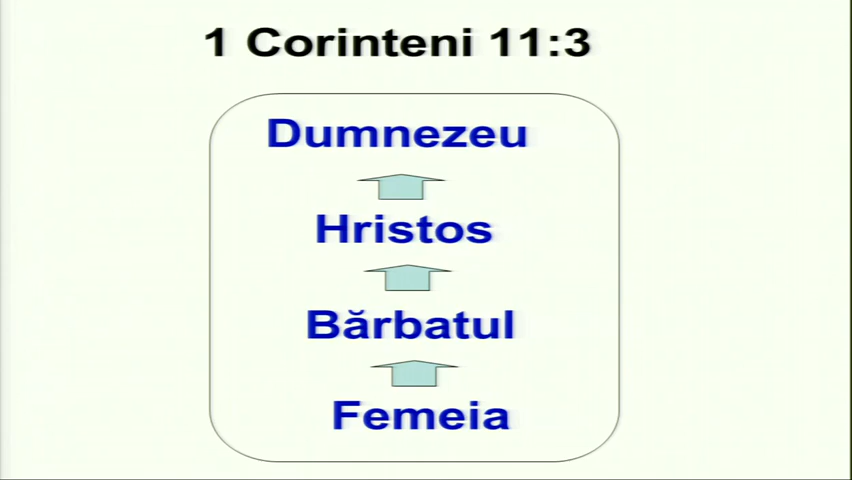 1 Corinteni 11:3
Dumnezeu
Hristos
Bărbatul
Femeia